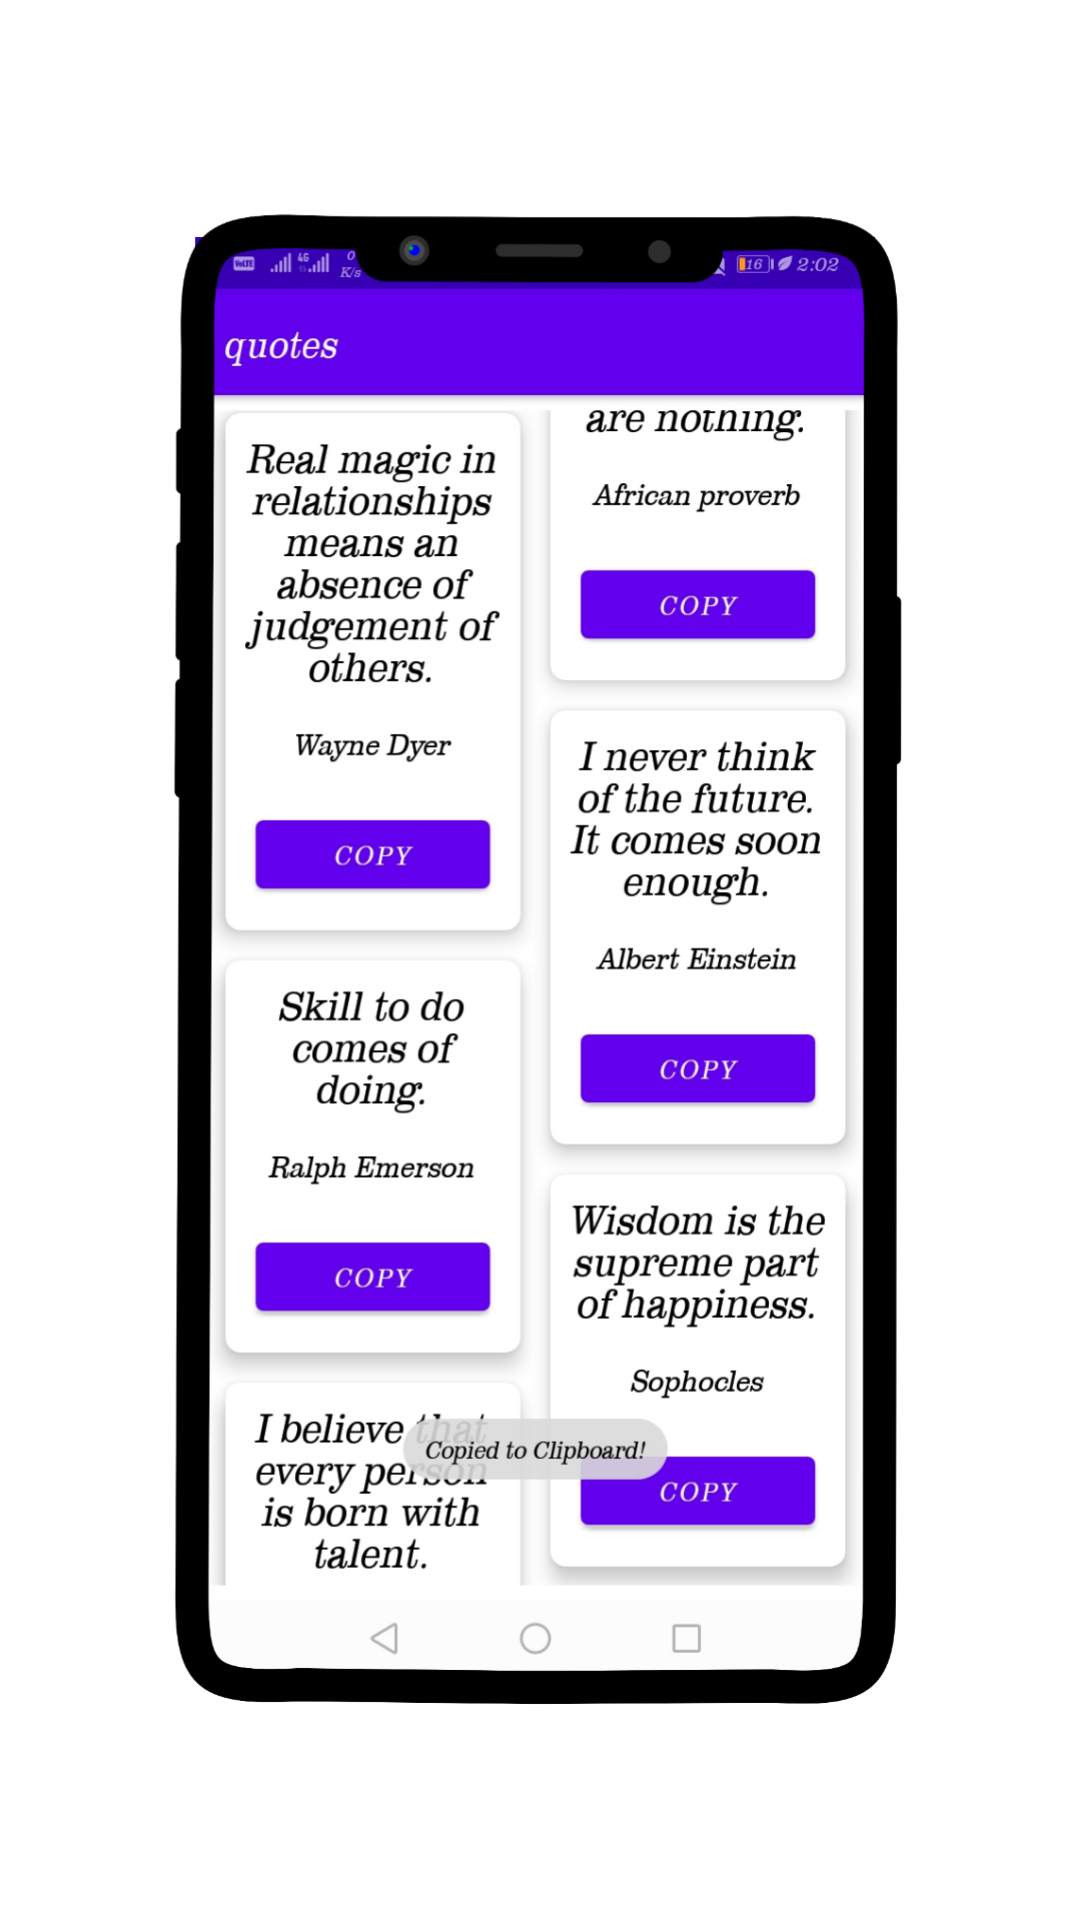 VoLTE 4G 0 K/s 16 2:02
quotes
Real magic in
relationships
means an
absence of
judgement of
others.
Wayne Dyer
COPY
Skill to do
comes of
doing.
Ralph Emerson
COPY
I believe that
every person
is born with
talent.
are nothing.
African proverb
COPY
I never think
of the future.
It comes soon
enough.
Albert Einstein
COPY
Wisdom is the
supreme part
of happiness.
Sophocles
COPY
Copied to Clipboard!